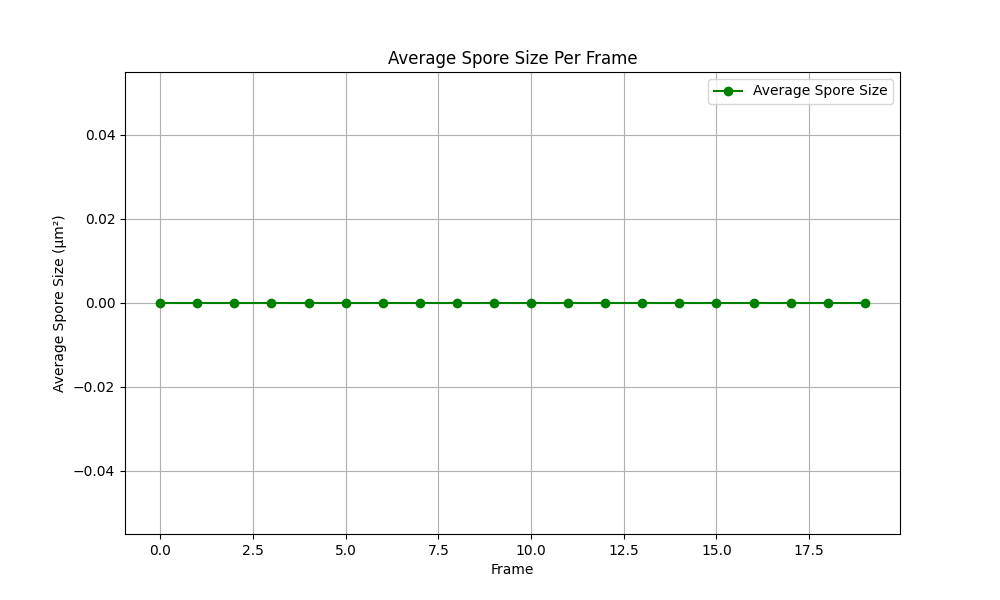 Average Spore Size Per Frame
Average Spore Size
Average Spore Size (μm²)
0.04
0.02
0.00
−0.02
−0.04
0.0 2.5 5.0 7.5 10.0 12.5 15.0 17.5
Frame